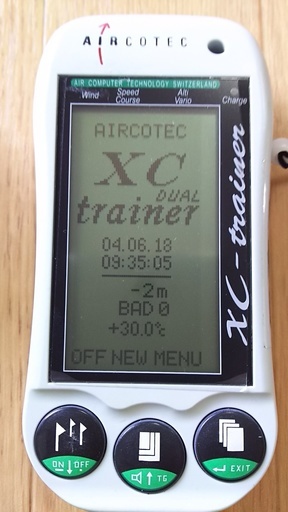 AIRCOTEC
AIR COMPUTER TECHNOLOGY SWITZERLAND
Wind Speed Course Alti Vario Charge
AIRCOTEC
XC
DUAL
trainer
04.06.18
09:35:05
-2m
BAD 0
+30.0°c
OFF NEW MENU
XC-trainer
ON OFF
TG
EXIT